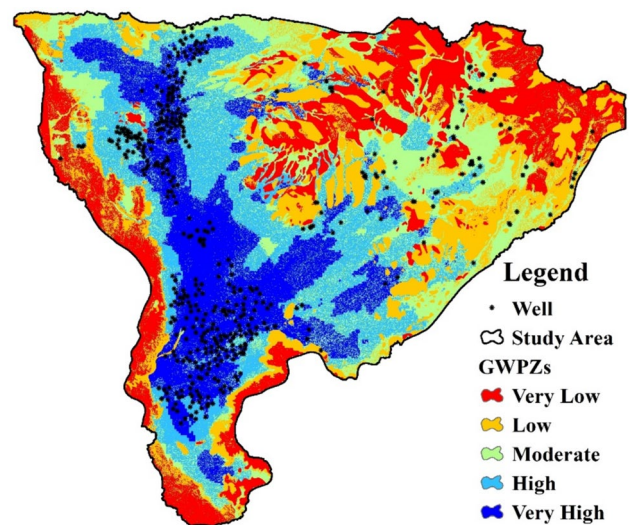 Legend
Well
Study Area
GWPZs
Very Low
Low
Moderate
High
Very High